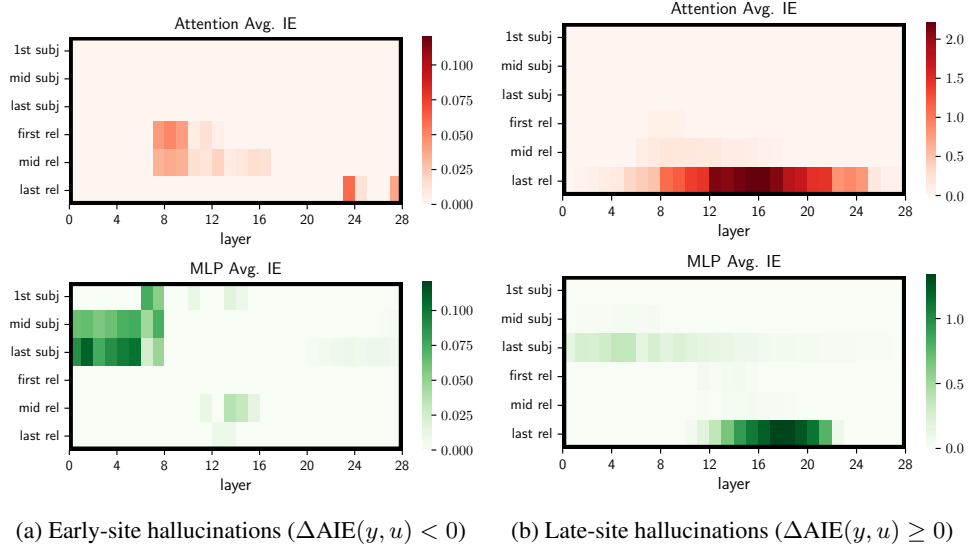 Attention Avg. IE
1st subj
mid subj
last subj
first rel
mid rel
last rel
0 4 8 12 16 20 24 28
layer
0.100
0.075
0.050
0.025
0.000
MLP Avg. IE
1st subj
mid subj
last subj
first rel
mid rel
last rel
0 4 8 12 16 20 24 28
layer
0.100
0.075
0.050
0.025
0.000
(a) Early-site hallucinations (ΔAIE(y, u) < 0)
Attention Avg. IE
1st subj
mid subj
last subj
first rel
mid rel
last rel
0 4 8 12 16 20 24 28
layer
2.0
1.5
1.0
0.5
0.0
MLP Avg. IE
1st subj
mid subj
last subj
first rel
mid rel
last rel
0 4 8 12 16 20 24 28
layer
1.0
0.5
0.0
(b) Late-site hallucinations (ΔAIE(y, u) ≥ 0)